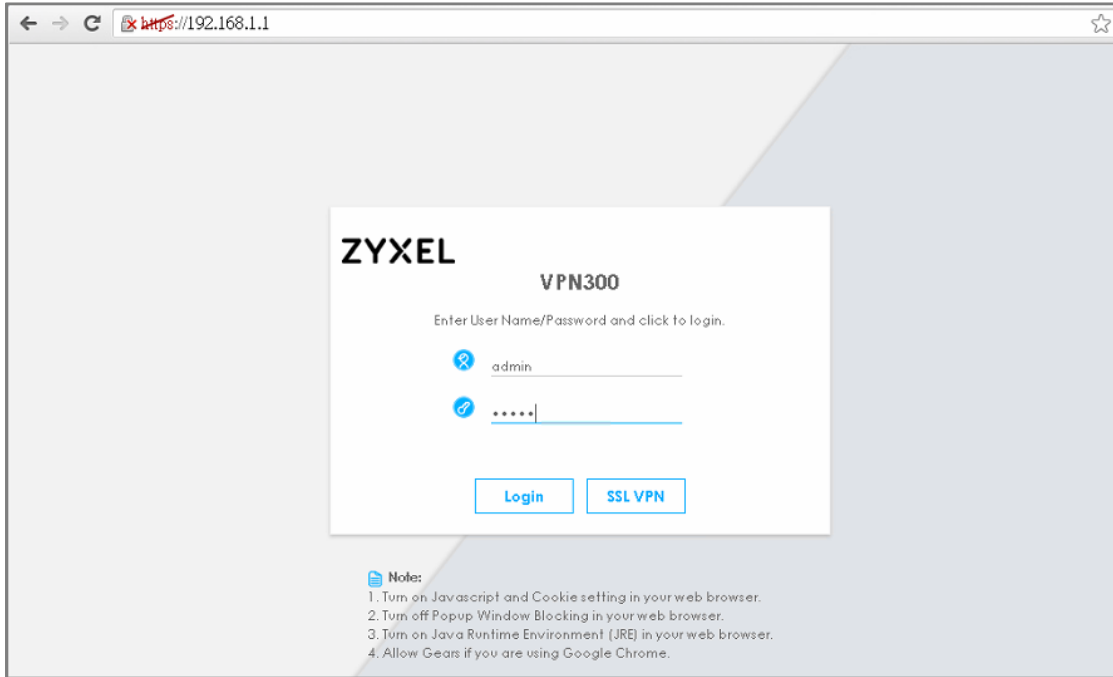 https://192.168.1.1
ZYXEL
VPN300
Enter User Name/Password and click to login.
admin
•••••
Login
SSL VPN
Note:
1. Turn on Javascript and Cookie setting in your web browser.
2. Turn off Popup Window Blocking in your web browser.
3. Turn on Java Runtime Environment (JRE) in your web browser.
4. Allow Gears if you are using Google Chrome.